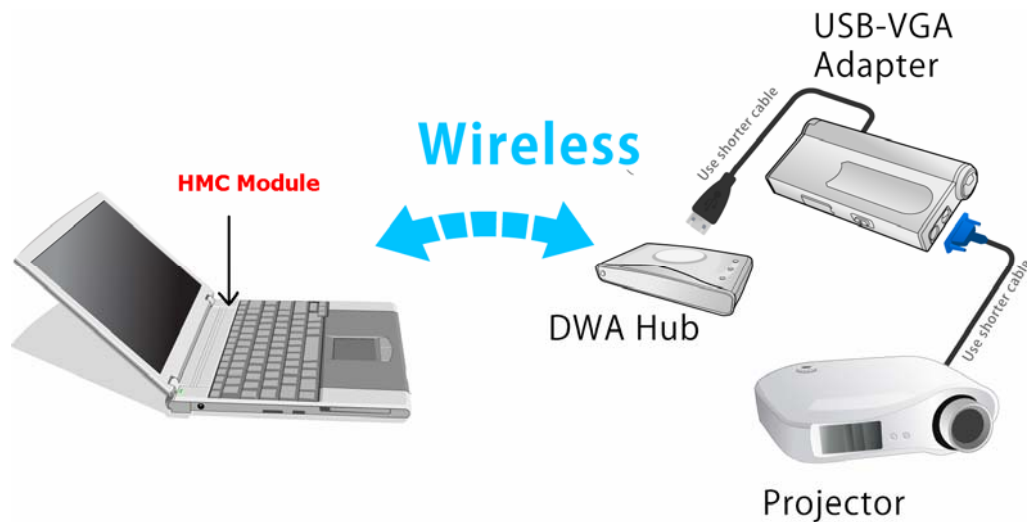 USB-VGA
Adapter
Use shorter cable
Wireless
HMC Module
DWA Hub
Use shorter cable
Projector